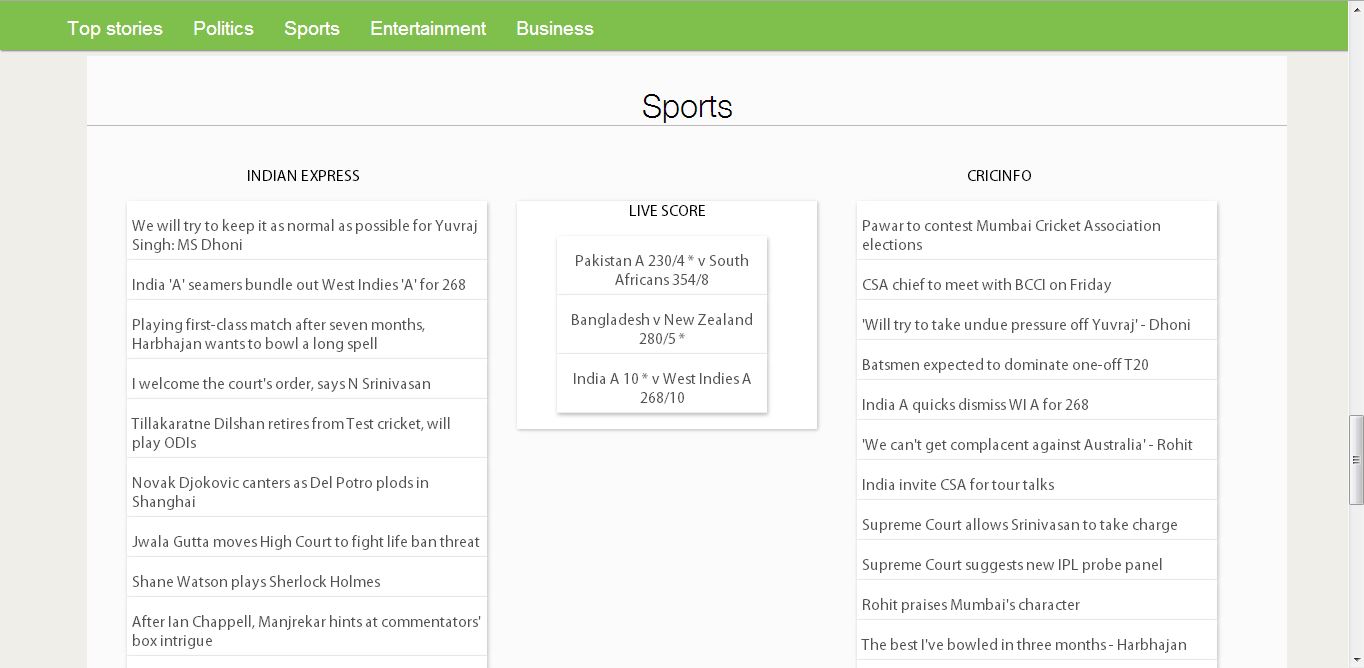 Top stories Politics Sports Entertainment Business
Sports
INDIAN EXPRESS
We will try to keep it as normal as possible for Yuvraj
Singh: MS Dhoni
India 'A' seamers bundle out West Indies 'A' for 268
Playing first-class match after seven months,
Harbhajan wants to bowl a long spell
I welcome the court's order, says N Srinivasan
Tillakaratne Dilshan retires from Test cricket, will
play ODIs
Novak Djokovic canters as Del Potro plods in
Shanghai
Jwala Gutta moves High Court to fight life ban threat
Shane Watson plays Sherlock Holmes
After Ian Chappell, Manjrekar hints at commentators'
box intrigue
LIVE SCORE
Pakistan A 230/4 * v South
Africans 354/8
Bangladesh v New Zealand
280/5 *
India A 10 * v West Indies A
268/10
CRICINFO
Pawar to contest Mumbai Cricket Association
elections
CSA chief to meet with BCCI on Friday
'Will try to take undue pressure off Yuvraj' - Dhoni
Batsmen expected to dominate one-off T20
India A quicks dismiss WI A for 268
'We can't get complacent against Australia' - Rohit
India invite CSA for tour talks
Supreme Court allows Srinivasan to take charge
Supreme Court suggests new IPL probe panel
Rohit praises Mumbai's character
The best I've bowled in three months - Harbhajan